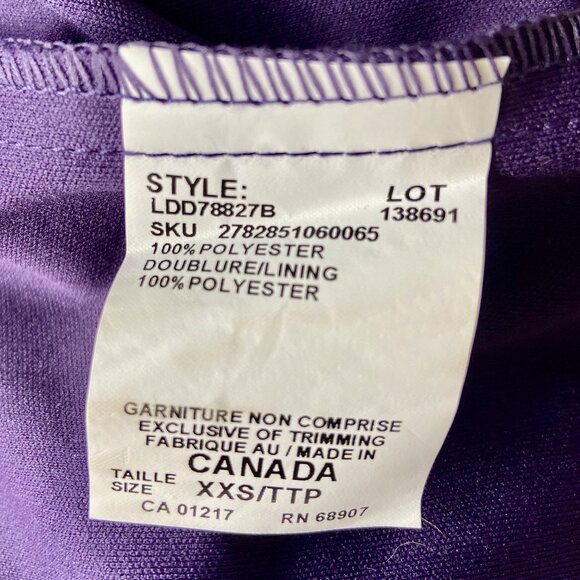 STYLE: LOT
LDD78827B 138691
SKU 2782851060065
100% POLYESTER
DOUBLURE/LINING
100% POLYESTER
GARNITURE NON COMPRISE
EXCLUSIVE OF TRIMMING
FABRIQUE AU / MADE IN
CANADA
TAILLE
SIZE XXS/TTP
CA 01217 RN 68907